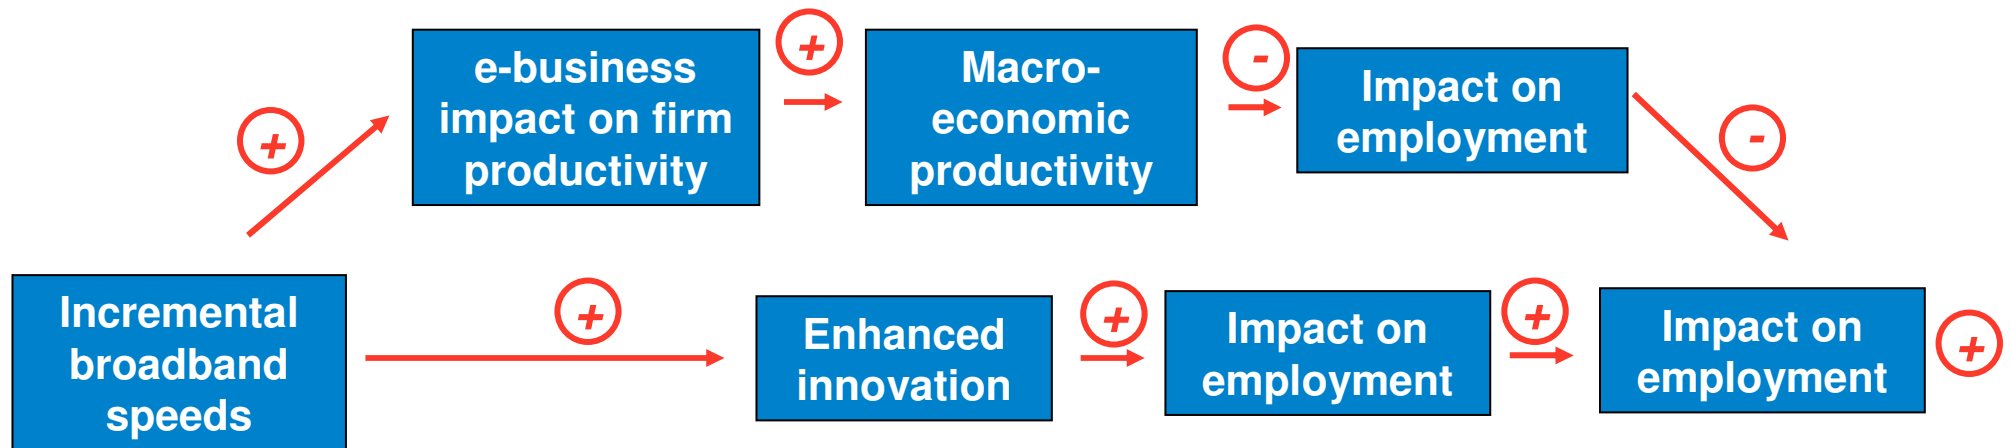 e-business
impact on firm
productivity
+
Macro-
economic
productivity
-
Impact on
employment
-
+
Incremental
broadband
speeds
+
Enhanced
innovation
+
Impact on
employment
+
Impact on
employment
+